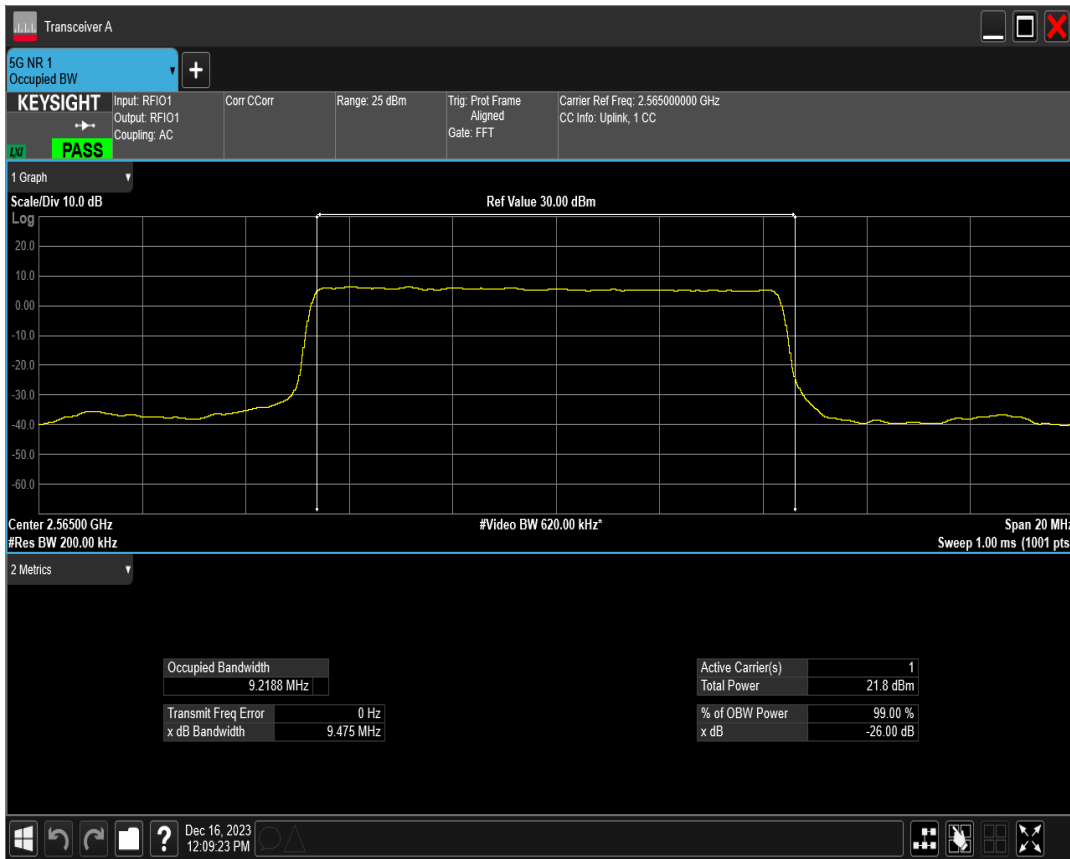 Transceiver A
5G NR 1
Occupied BW
KEYSIGHT
LXI
PASS
Input: RFIO1
Output: RFIO1
Coupling: AC
Corr CCorr
Range: 25 dBm
Trig: Prot Frame
Aligned
Gate: FFT
Carrier Ref Freq: 2.565000000 GHz
CC Info: Uplink, 1 CC
1 Graph
Scale/Div 10.0 dB
Ref Value 30.00 dBm
Log
20.0
10.0
0.00
-10.0
-20.0
-30.0
-40.0
-50.0
-60.0
Center 2.56500 GHz
#Video BW 620.00 kHz*
Span 20 MHz
#Res BW 200.00 kHz
Sweep 1.00 ms (1001 pts
2 Metrics
Occupied Bandwidth
9.2188 MHz
Transmit Freq Error 0 Hz
x dB Bandwidth 9.475 MHz
Active Carrier(s) 1
Total Power 21.8 dBm
% of OBW Power 99.00 %
x dB -26.00 dB
?
Dec 16, 2023
12:09:23 PM